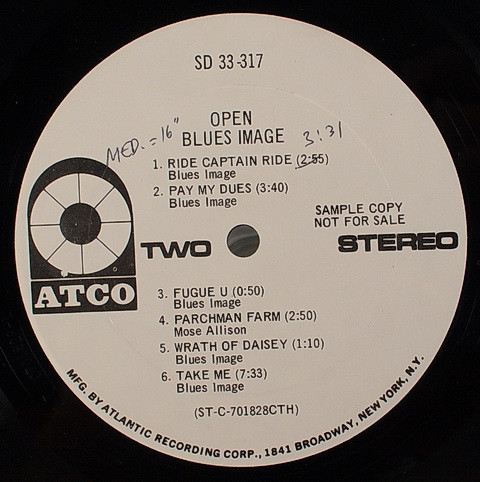 SD 33-317
OPEN
BLUES IMAGE
MED. = 16"
3:31
1. RIDE CAPTAIN RIDE (2:55)
Blues Image
2. PAY MY DUES (3:40)
Blues Image
SAMPLE COPY
NOT FOR SALE
TWO
STEREO
ATCO
3. FUGUE U (0:50)
Blues Image
4. PARCHMAN FARM (2:50)
Mose Allison
5. WRATH OF DAISEY (1:10)
Blues Image
6. TAKE ME (7:33)
Blues Image
(ST-C-701828CTH)
MFG. BY ATLANTIC RECORDING CORP., 1841 BROADWAY, NEW YORK, N.Y.